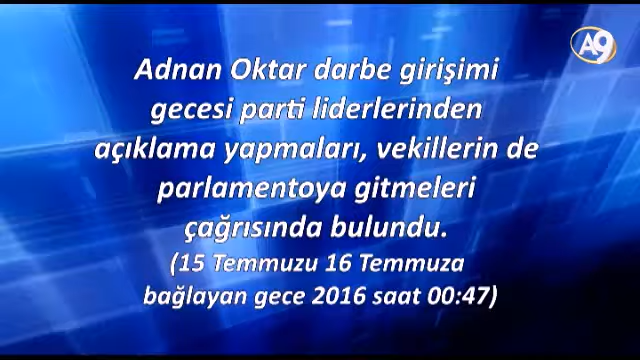 A9
Adnan Oktar darbe girişimi
gecesi parti liderlerinden
açıklama yapmaları, vekillerin de
parlamentoya gitmeleri
çağrısında bulundu.
(15 Temmuzu 16 Temmuza
bağlayan gece 2016 saat 00:47)